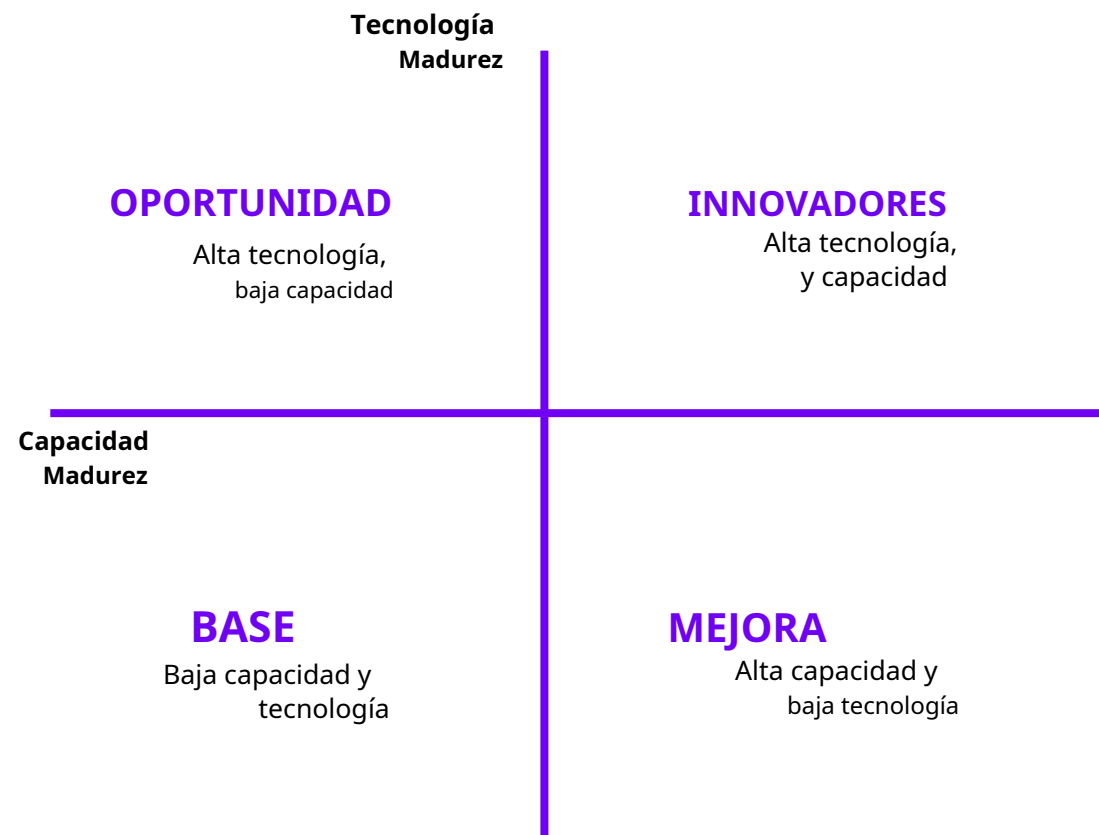 Tecnología
Madurez
OPORTUNIDAD
Alta tecnología,
baja capacidad
INNOVADORES
Alta tecnología,
y capacidad
Capacidad
Madurez
BASE
Baja capacidad y
tecnología
MEJORA
Alta capacidad y
baja tecnología